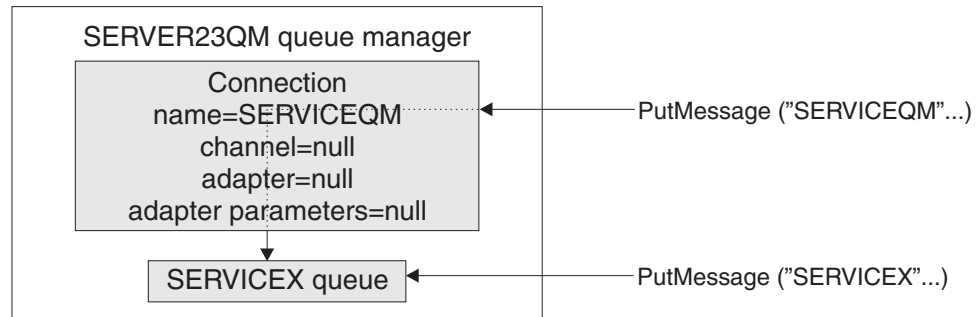 SERVER23QM queue manager
Connection
name=SERVICEQM
channel=null
adapter=null
adapter parameters=null
PutMessage (”SERVICEQM”...)
SERVICEX queue
PutMessage (”SERVICEX”...)